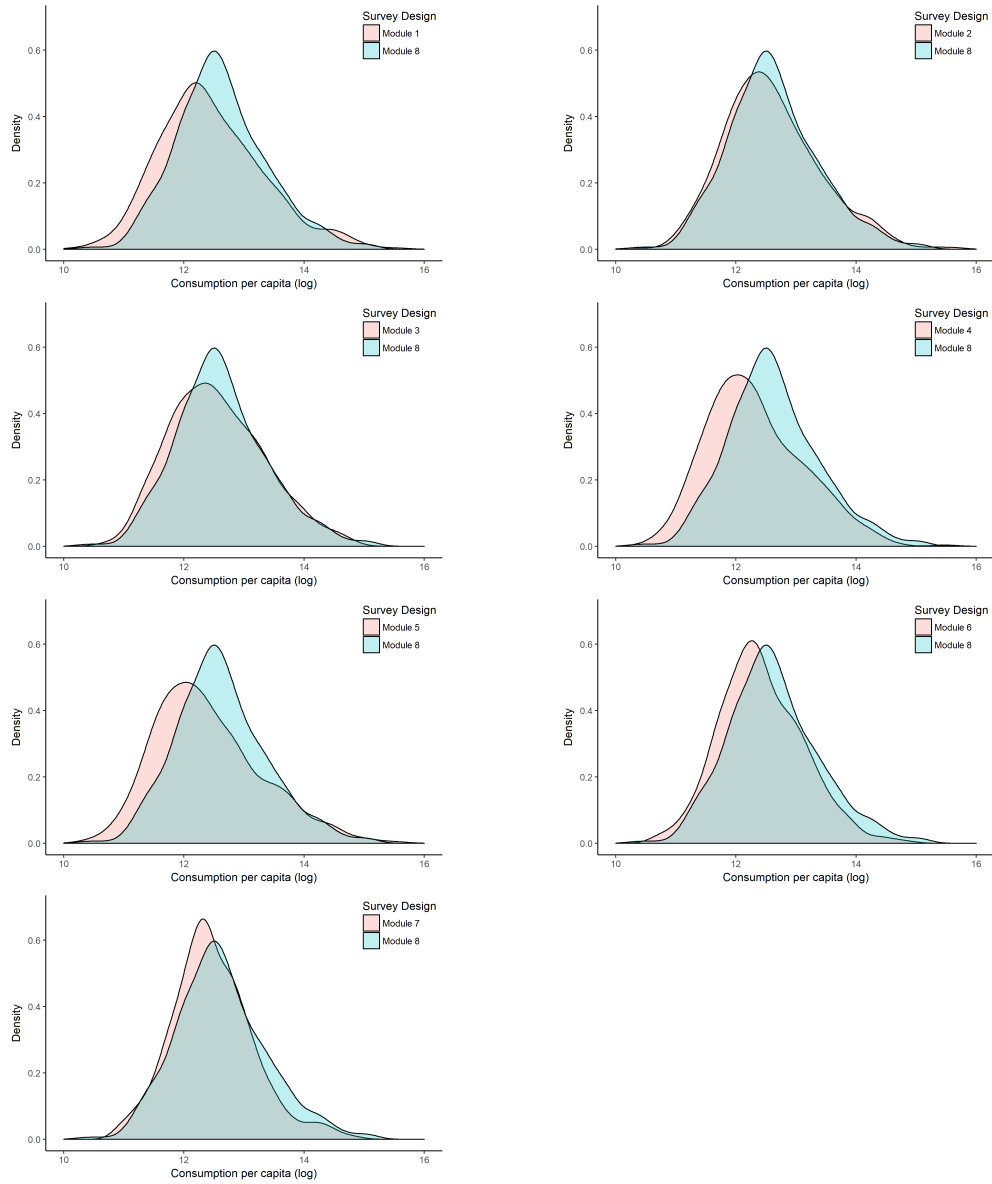 Survey Design
Module 1
Module 8
0.6
0.4
0.2
0.0
Density
10 12 14 16
Consumption per capita (log)
Survey Design
Module 2
Module 8
0.6
0.4
0.2
0.0
Density
10 12 14 16
Consumption per capita (log)
Survey Design
Module 3
Module 8
0.6
0.4
0.2
0.0
Density
10 12 14 16
Consumption per capita (log)
Survey Design
Module 4
Module 8
0.6
0.4
0.2
0.0
Density
10 12 14 16
Consumption per capita (log)
Survey Design
Module 5
Module 8
0.6
0.4
0.2
0.0
Density
10 12 14 16
Consumption per capita (log)
Survey Design
Module 6
Module 8
0.6
0.4
0.2
0.0
Density
10 12 14 16
Consumption per capita (log)
Survey Design
Module 7
Module 8
0.6
0.4
0.2
0.0
Density
10 12 14 16
Consumption per capita (log)